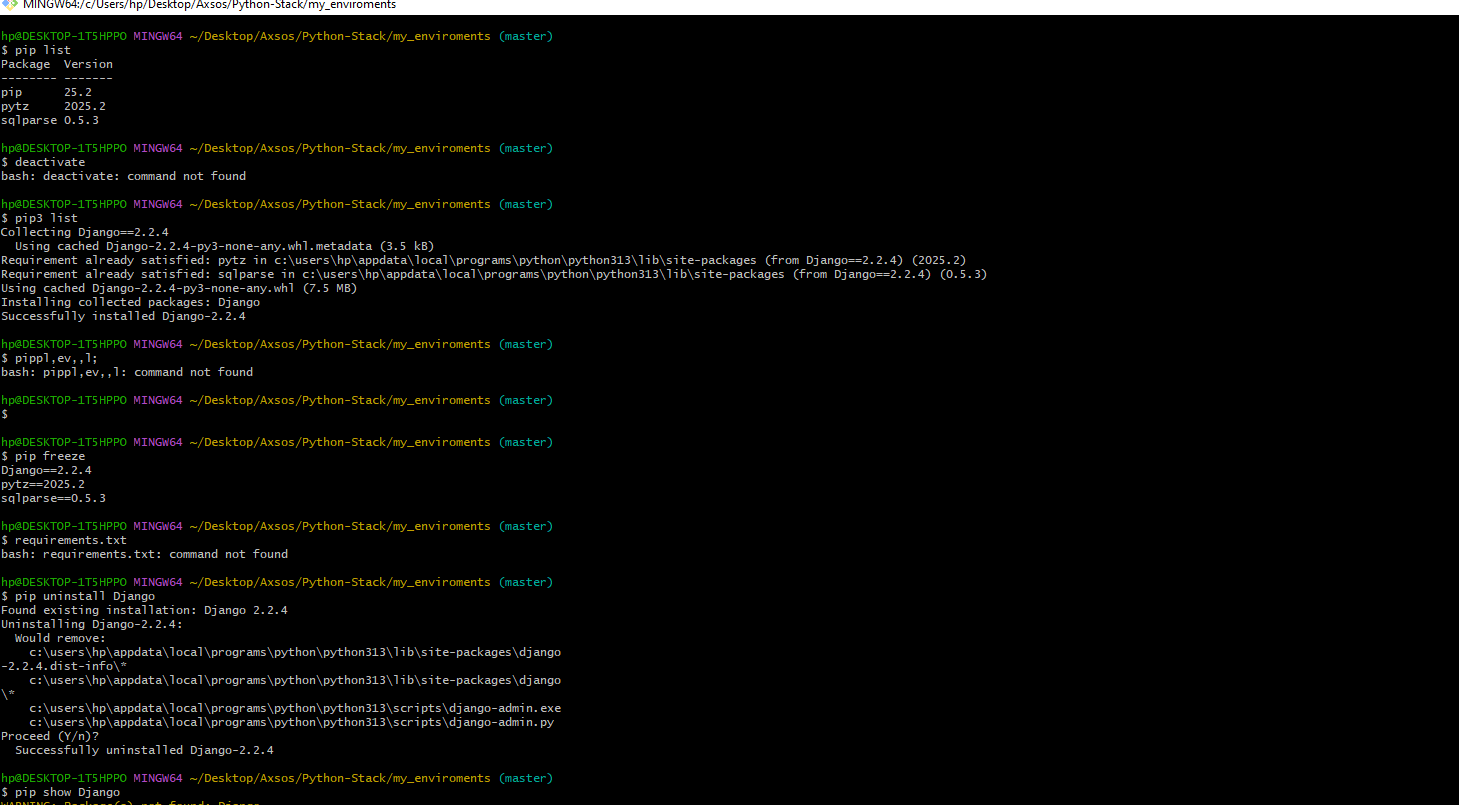 MINGW64:/c/Users/hp/Desktop/Axsos/Python-Stack/my_enviroments
hp@DESKTOP-1T5HPPO MINGW64 ~/Desktop/Axsos/Python-Stack/my_enviroments (master)
$ pip list
Package  Version
-------- -------
pip      25.2
pytz     2025.2
sqlparse 0.5.3
hp@DESKTOP-1T5HPPO MINGW64 ~/Desktop/Axsos/Python-Stack/my_enviroments (master)
$ deactivate
bash: deactivate: command not found
hp@DESKTOP-1T5HPPO MINGW64 ~/Desktop/Axsos/Python-Stack/my_enviroments (master)
$ pip3 list
Collecting Django==2.2.4
  Using cached Django-2.2.4-py3-none-any.whl.metadata (3.5 kB)
Requirement already satisfied: pytz in c:\users\hp\appdata\local\programs\python\python313\lib\site-packages (from Django==2.2.4) (2025.2)
Requirement already satisfied: sqlparse in c:\users\hp\appdata\local\programs\python\python313\lib\site-packages (from Django==2.2.4) (0.5.3)
Using cached Django-2.2.4-py3-none-any.whl (7.5 MB)
Installing collected packages: Django
Successfully installed Django-2.2.4
hp@DESKTOP-1T5HPPO MINGW64 ~/Desktop/Axsos/Python-Stack/my_enviroments (master)
$ pippl,ev,,l;
bash: pippl,ev,,l: command not found
hp@DESKTOP-1T5HPPO MINGW64 ~/Desktop/Axsos/Python-Stack/my_enviroments (master)
$
hp@DESKTOP-1T5HPPO MINGW64 ~/Desktop/Axsos/Python-Stack/my_enviroments (master)
$ pip freeze
Django==2.2.4
pytz==2025.2
sqlparse==0.5.3
hp@DESKTOP-1T5HPPO MINGW64 ~/Desktop/Axsos/Python-Stack/my_enviroments (master)
$ requirements.txt
bash: requirements.txt: command not found
hp@DESKTOP-1T5HPPO MINGW64 ~/Desktop/Axsos/Python-Stack/my_enviroments (master)
$ pip uninstall Django
Found existing installation: Django 2.2.4
Uninstalling Django-2.2.4:
  Would remove:
    c:\users\hp\appdata\local\programs\python\python313\lib\site-packages\django
-2.2.4.dist-info\*
    c:\users\hp\appdata\local\programs\python\python313\lib\site-packages\django
\*
    c:\users\hp\appdata\local\programs\python\python313\scripts\django-admin.exe
    c:\users\hp\appdata\local\programs\python\python313\scripts\django-admin.py
Proceed (Y/n)?
  Successfully uninstalled Django-2.2.4
hp@DESKTOP-1T5HPPO MINGW64 ~/Desktop/Axsos/Python-Stack/my_enviroments (master)
$ pip show Django
WARNING: Package(s) not found: Django